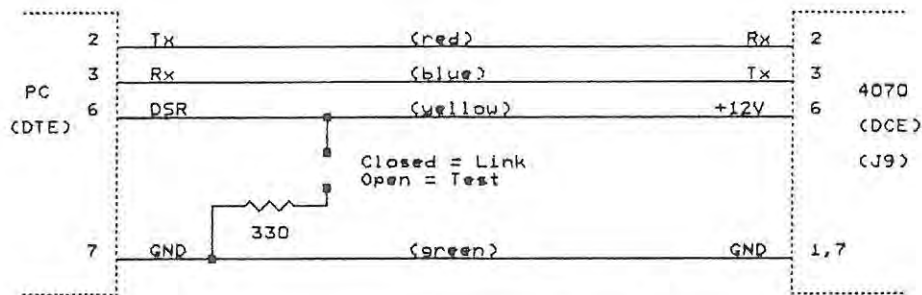 2 Tx (red) Rx 2
3 Rx (blue) Tx 3
PC 4070
6 DSR (yellow) +12V 6
(DTE) (DCE)
Closed = Link (J9)
Open = Test
330
7 GND (green) GND 1,7